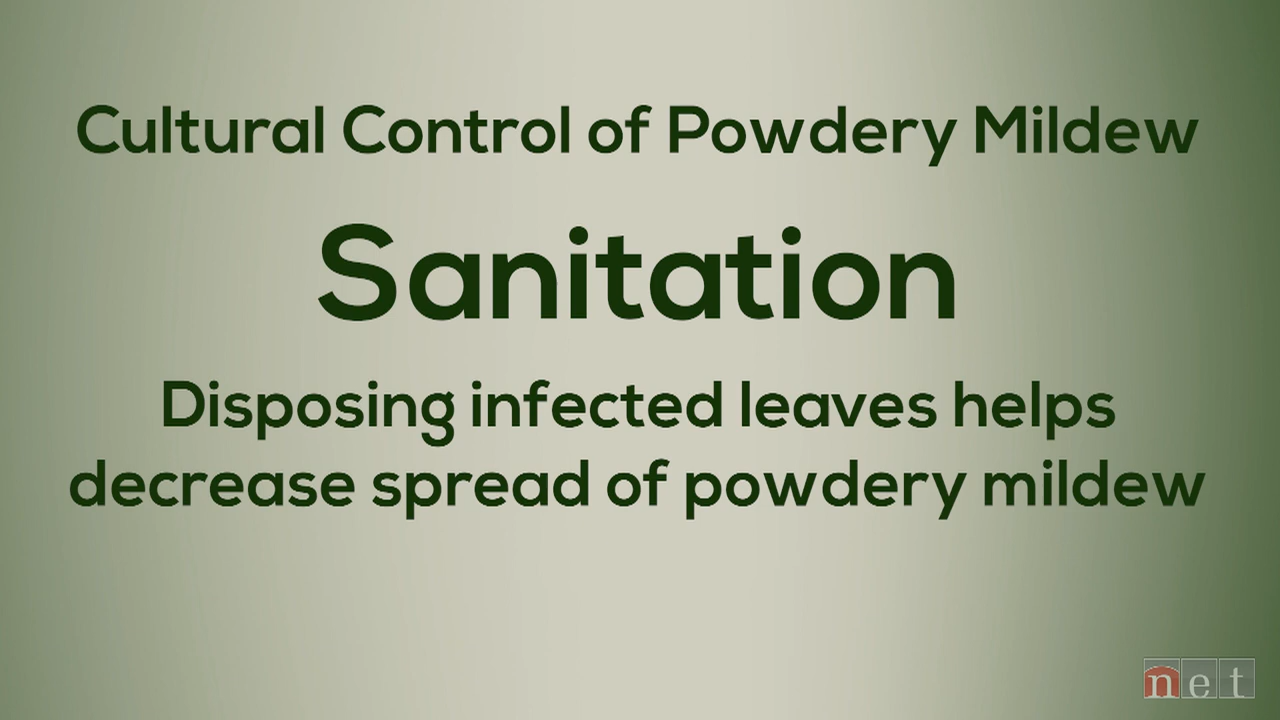 Cultural Control of Powdery Mildew
Sanitation
Disposing infected leaves helps
decrease spread of powdery mildew
net